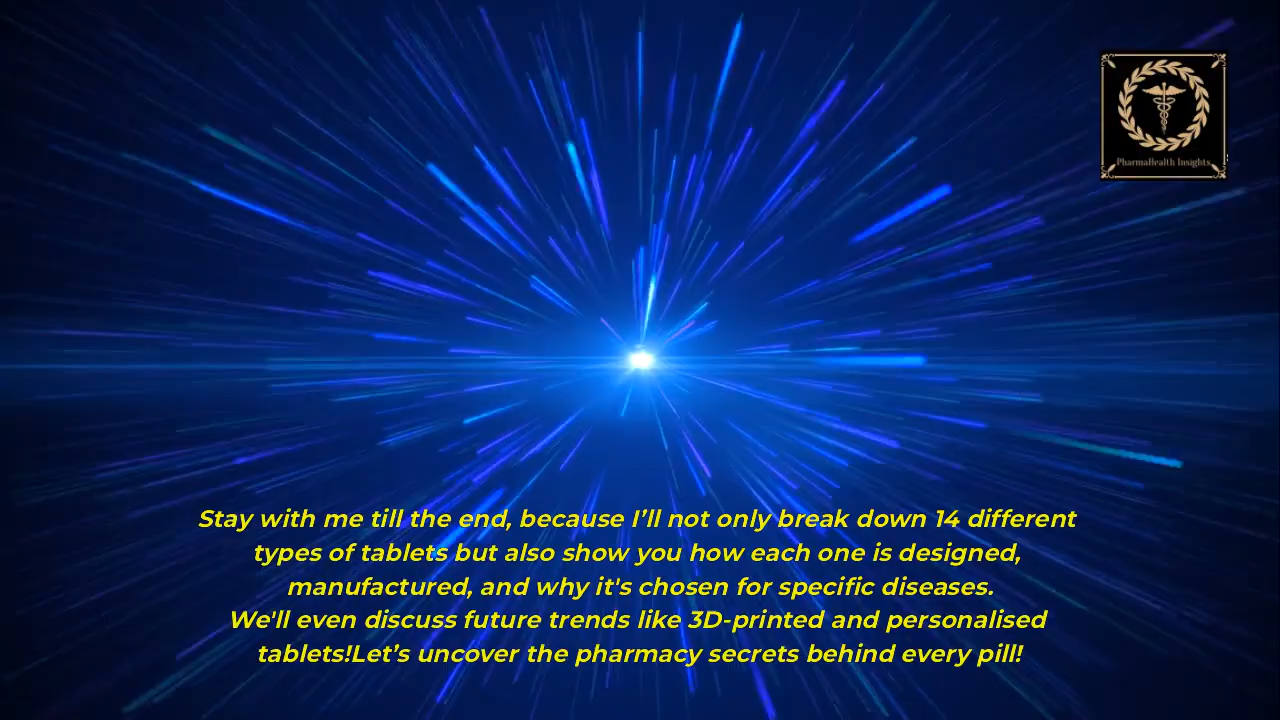 PharmaHealth Insights
Stay with me till the end, because I’ll not only break down 14 different
types of tablets but also show you how each one is designed,
manufactured, and why it's chosen for specific diseases.
We'll even discuss future trends like 3D-printed and personalised
tablets!Let’s uncover the pharmacy secrets behind every pill!